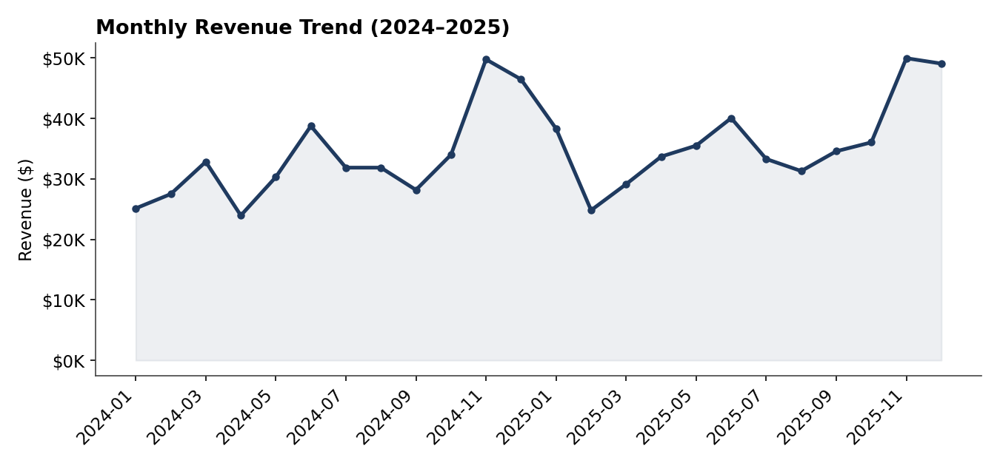 Monthly Revenue Trend (2024–2025)
Revenue ($)
$50K
$40K
$30K
$20K
$10K
$0K
2024-01
2024-03
2024-05
2024-07
2024-09
2024-11
2025-01
2025-03
2025-05
2025-07
2025-09
2025-11